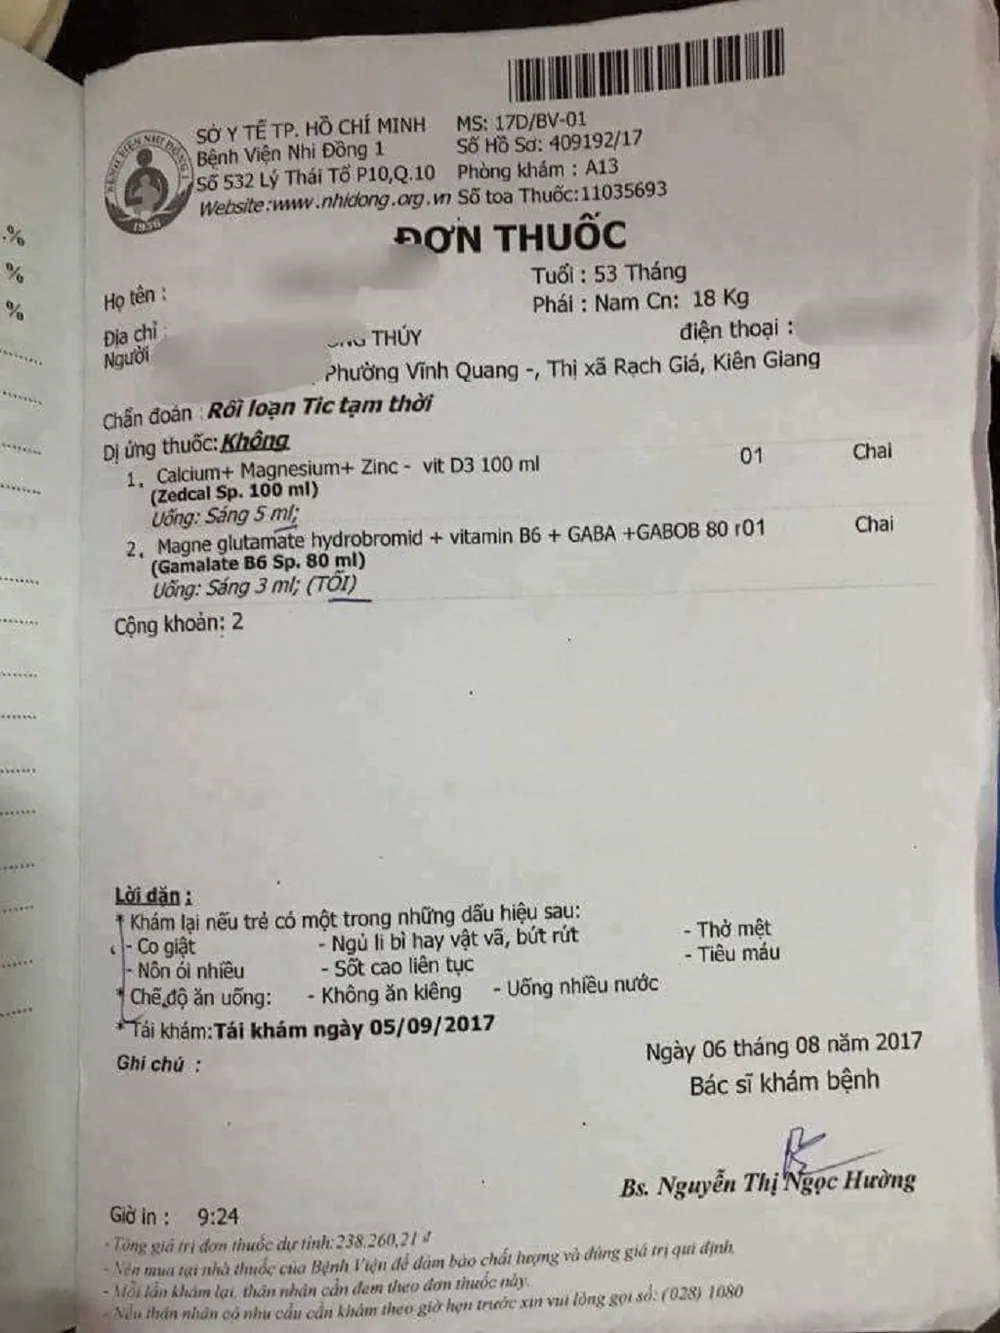 SỞ Y TẾ TP. HỒ CHÍ MINH
Bệnh Viện Nhi Đồng 1
Số 532 Lý Thái Tổ P10,Q.10
Website:www.nhidong.org.vn
MS: 17D/BV-01
Số Hồ Sơ: 409192/17
Phòng khám : A13
Số toa Thuốc:11035693
BỆNH VIỆN NHI ĐỒNG 1
1956
ĐƠN THUỐC
Họ tên :
Tuổi : 53 Tháng
Phái : Nam Cn: 18 Kg
Địa chỉ :
Người THÚY
điện thoại :
Phường Vĩnh Quang -, Thị xã Rạch Giá, Kiên Giang
Chẩn đoán : Rối loạn Tic tạm thời
Dị ứng thuốc: Không
1. Calcium+ Magnesium+ Zinc - vit D3 100 ml 01 Chai
(Zedcal Sp. 100 ml)
Uống: Sáng 5 ml;
2. Magne glutamate hydrobromid + vitamin B6 + GABA +GABOB 80 r01 Chai
(Gamalate B6 Sp. 80 ml)
Uống: Sáng 3 ml; (TỐI)
Cộng khoản: 2
Lời dặn :
* Khám lại nếu trẻ có một trong những dấu hiệu sau:
- Co giật - Ngủ li bì hay vật vã, bứt rứt - Thở mệt
- Nôn ói nhiều - Sốt cao liên tục - Tiêu máu
* Chế độ ăn uống: - Không ăn kiêng - Uống nhiều nước
* Tái khám:Tái khám ngày 05/09/2017
Ghi chú :
Ngày 06 tháng 08 năm 2017
Bác sĩ khám bệnh
Bs. Nguyễn Thị Ngọc Hường
Giờ in : 9:24
- Tổng giá trị đơn thuốc dự tính:238.260,21 đ
- Nên mua tại nhà thuốc của Bệnh Viện để đảm bảo chất lượng và đúng giá trị qui định.
- Mỗi lần khám lại, thân nhân cần đem theo đơn thuốc này.
- Nếu thân nhân có nhu cầu cần khám theo giờ hẹn trước xin vui lòng gọi số: (028) 1080
%
%
%